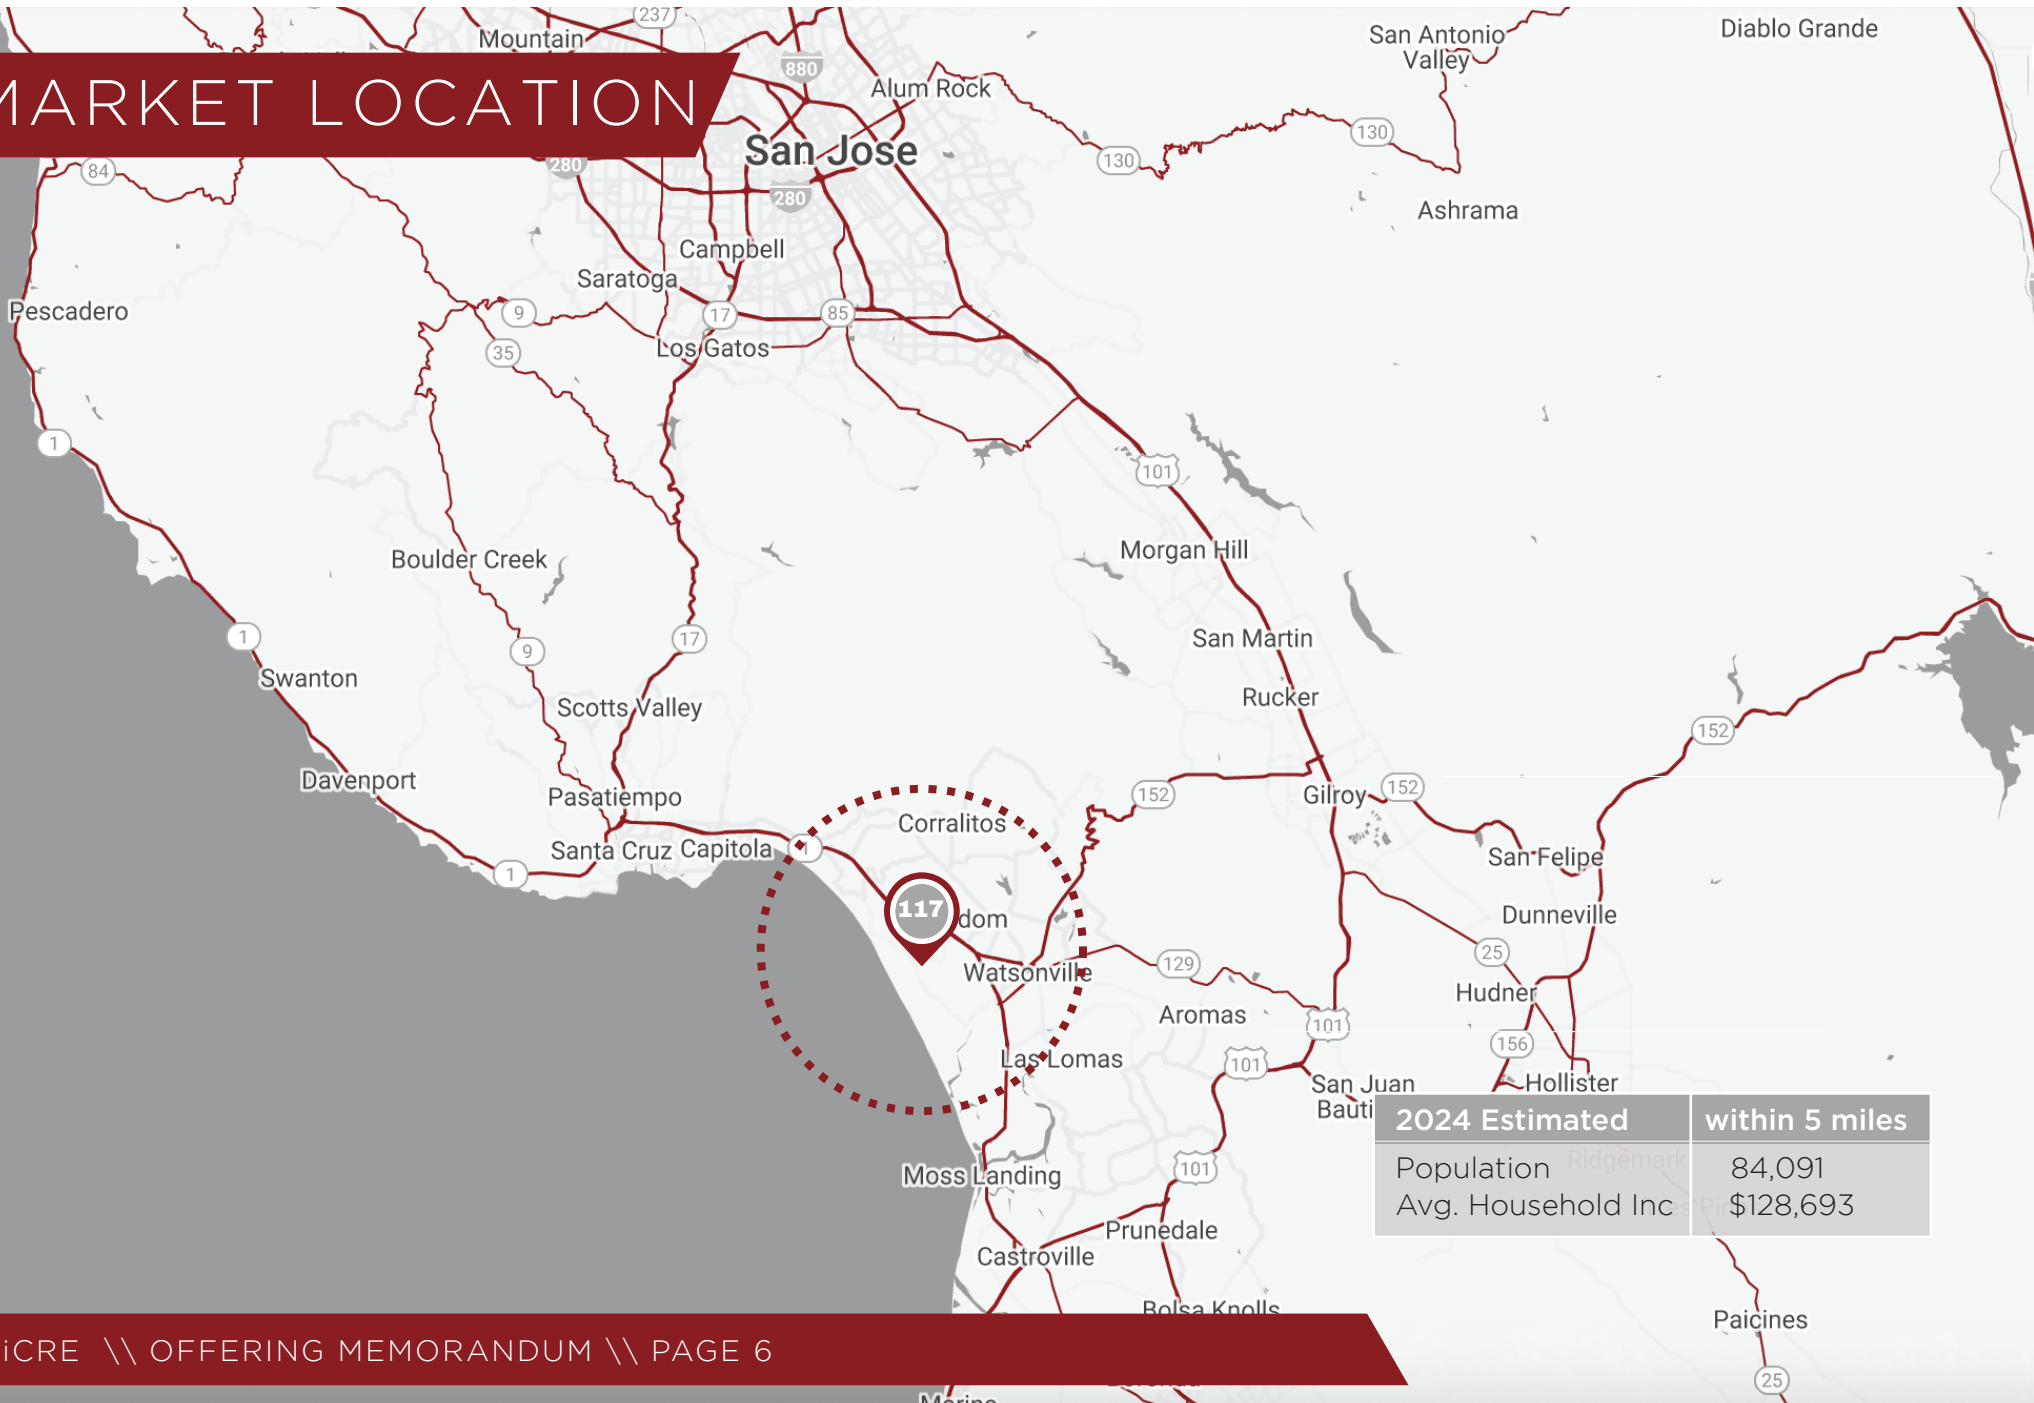 237
Mountain
San Antonio
Valley
Diablo Grande
MARKET LOCATION
880
Alum Rock
130
130
84
280
San Jose
280
Ashrama
Campbell
Saratoga
Pescadero
9
17
85
35
Los Gatos
1
101
Morgan Hill
Boulder Creek
1
9
17
San Martin
Swanton
Rucker
Scotts Valley
152
Davenport
Pasatiempo
152
Gilroy
152
Corralitos
Santa Cruz
Capitola
1
San Felipe
1
117
dom
Dunneville
Watsonville
129
25
Hudner
Aromas
101
156
Las Lomas
101
San Juan
Bauti
Hollister
2024 Estimated within 5 miles
Population 84,091
Avg. Household Inc $128,693
Ridgemark
Moss Landing
101
Prunedale
Castroville
Bolsa Knolls
Paicines
iCRE \\ OFFERING MEMORANDUM \\ PAGE 6
25